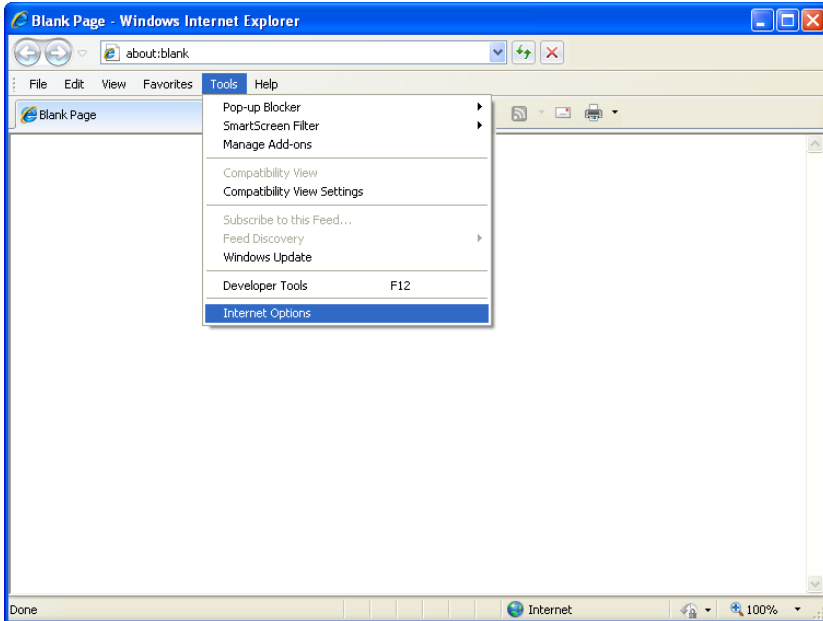 Blank Page - Windows Internet Explorer
about:blank
File Edit View Favorites Tools Help
Blank Page
Pop-up Blocker
SmartScreen Filter
Manage Add-ons
Compatibility View
Compatibility View Settings
Subscribe to this Feed...
Feed Discovery
Windows Update
Developer Tools F12
Internet Options
Done Internet 100%